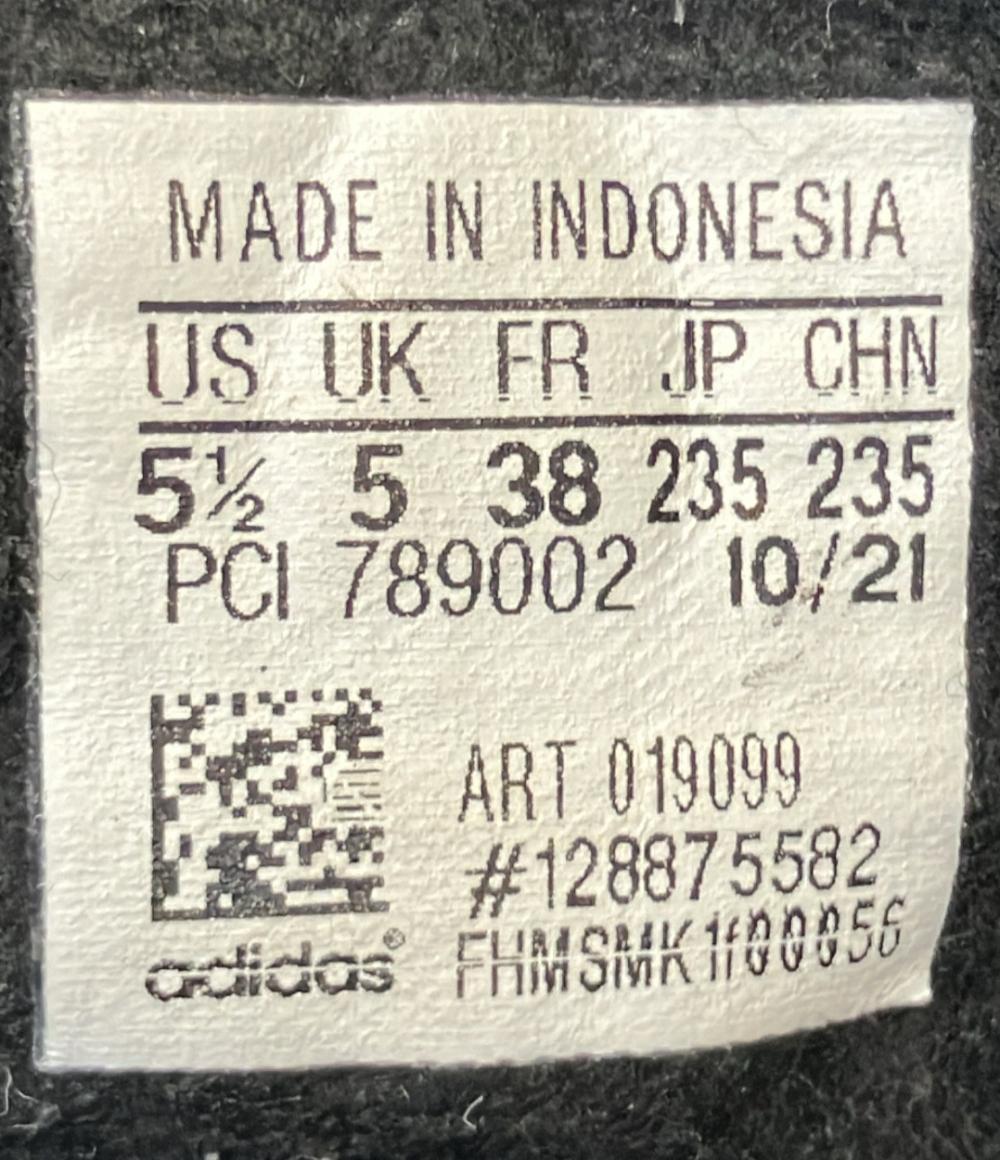 MADE IN INDONESIA
US UK FR JP CHN
5½ 5 38 235 235
PCI 789002 10/21
ART 019099
#128875582
adidas®